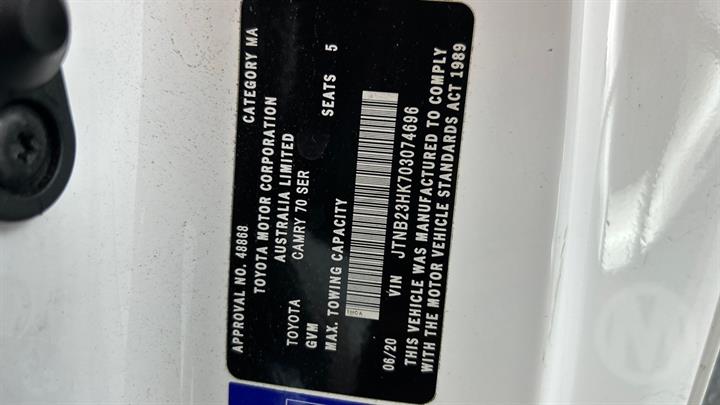 APPROVAL NO. 48868 CATEGORY MA
TOYOTA MOTOR CORPORATION
AUSTRALIA LIMITED
TOYOTA CAMRY 70 SER
GVM
MAX. TOWING CAPACITY SEATS 5
06/20 VIN JTNB23HK703074696
THIS VEHICLE WAS MANUFACTURED TO COMPLY
WITH THE MOTOR VEHICLE STANDARDS ACT 1989
M